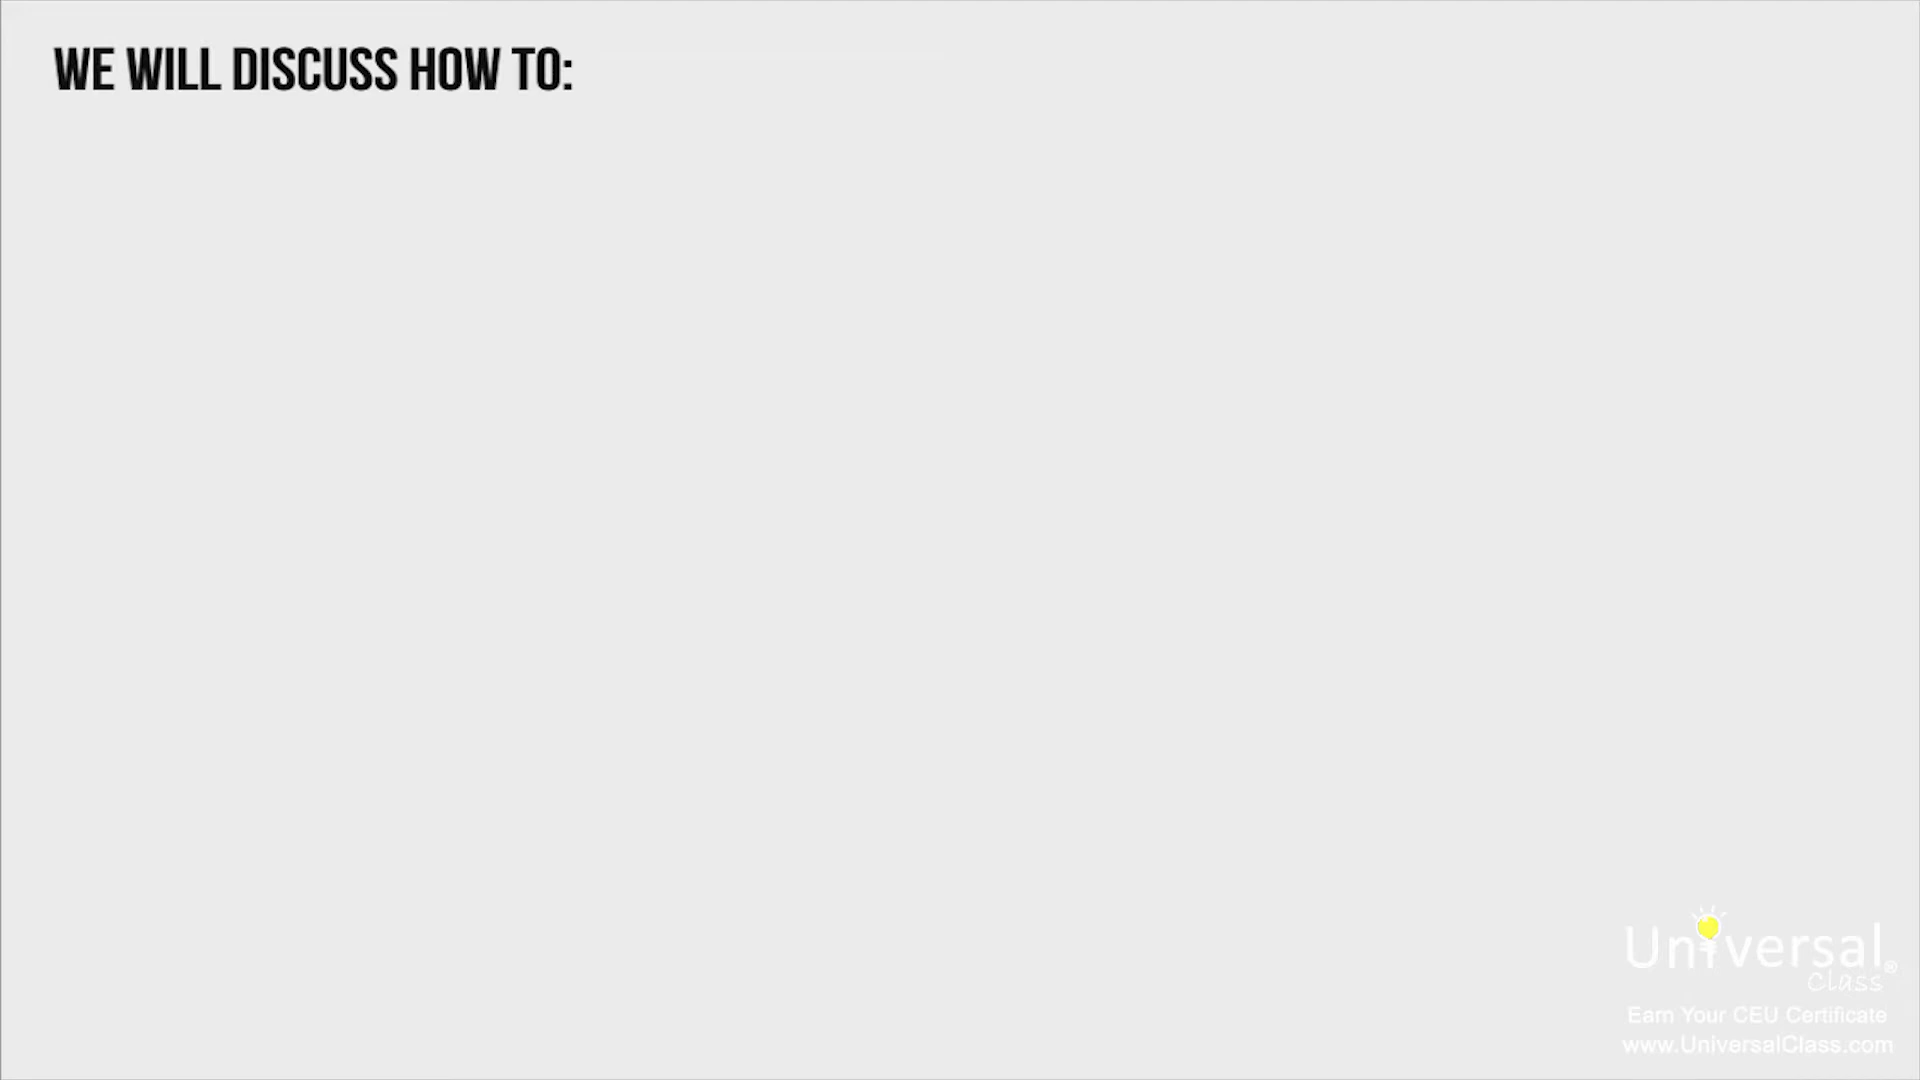 WE WILL DISCUSS HOW TO:
Universal
Class®
Earn Your CEU Certificate
www.UniversalClass.com